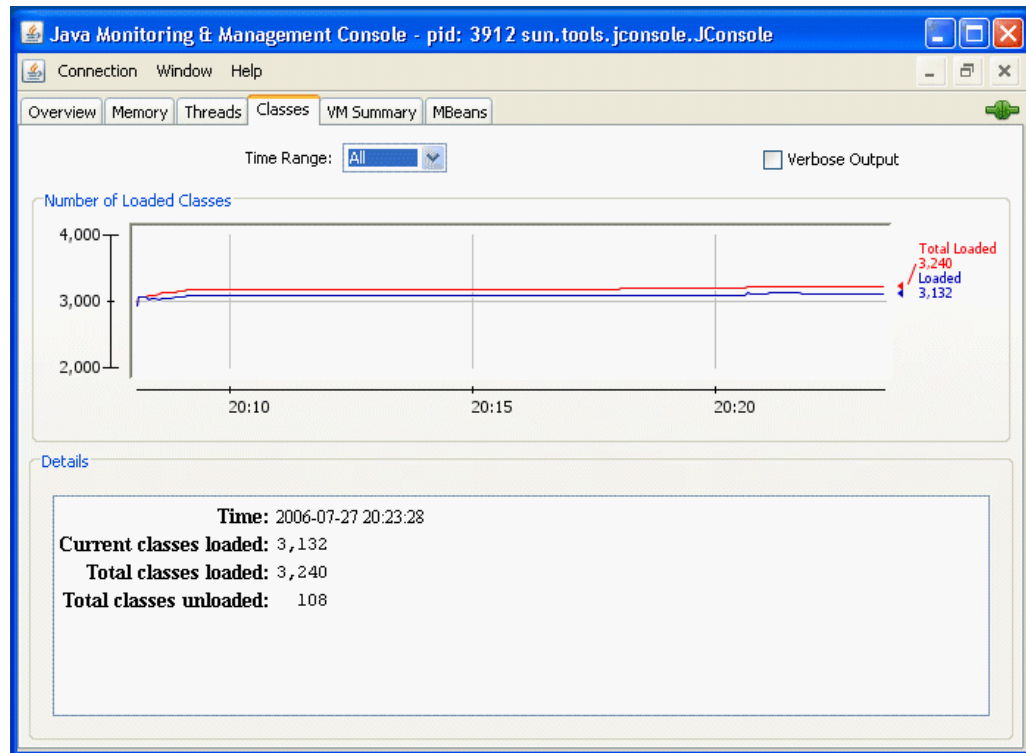 Java Monitoring & Management Console - pid: 3912 sun.tools.jconsole.JConsole
Connection Window Help
Overview Memory Threads Classes VM Summary MBeans
Time Range: All Verbose Output
Number of Loaded Classes
4,000
3,000
2,000
Total Loaded
3,240
Loaded
3,132
20:10 20:15 20:20
Details
Time: 2006-07-27 20:23:28
Current classes loaded: 3,132
Total classes loaded: 3,240
Total classes unloaded: 108